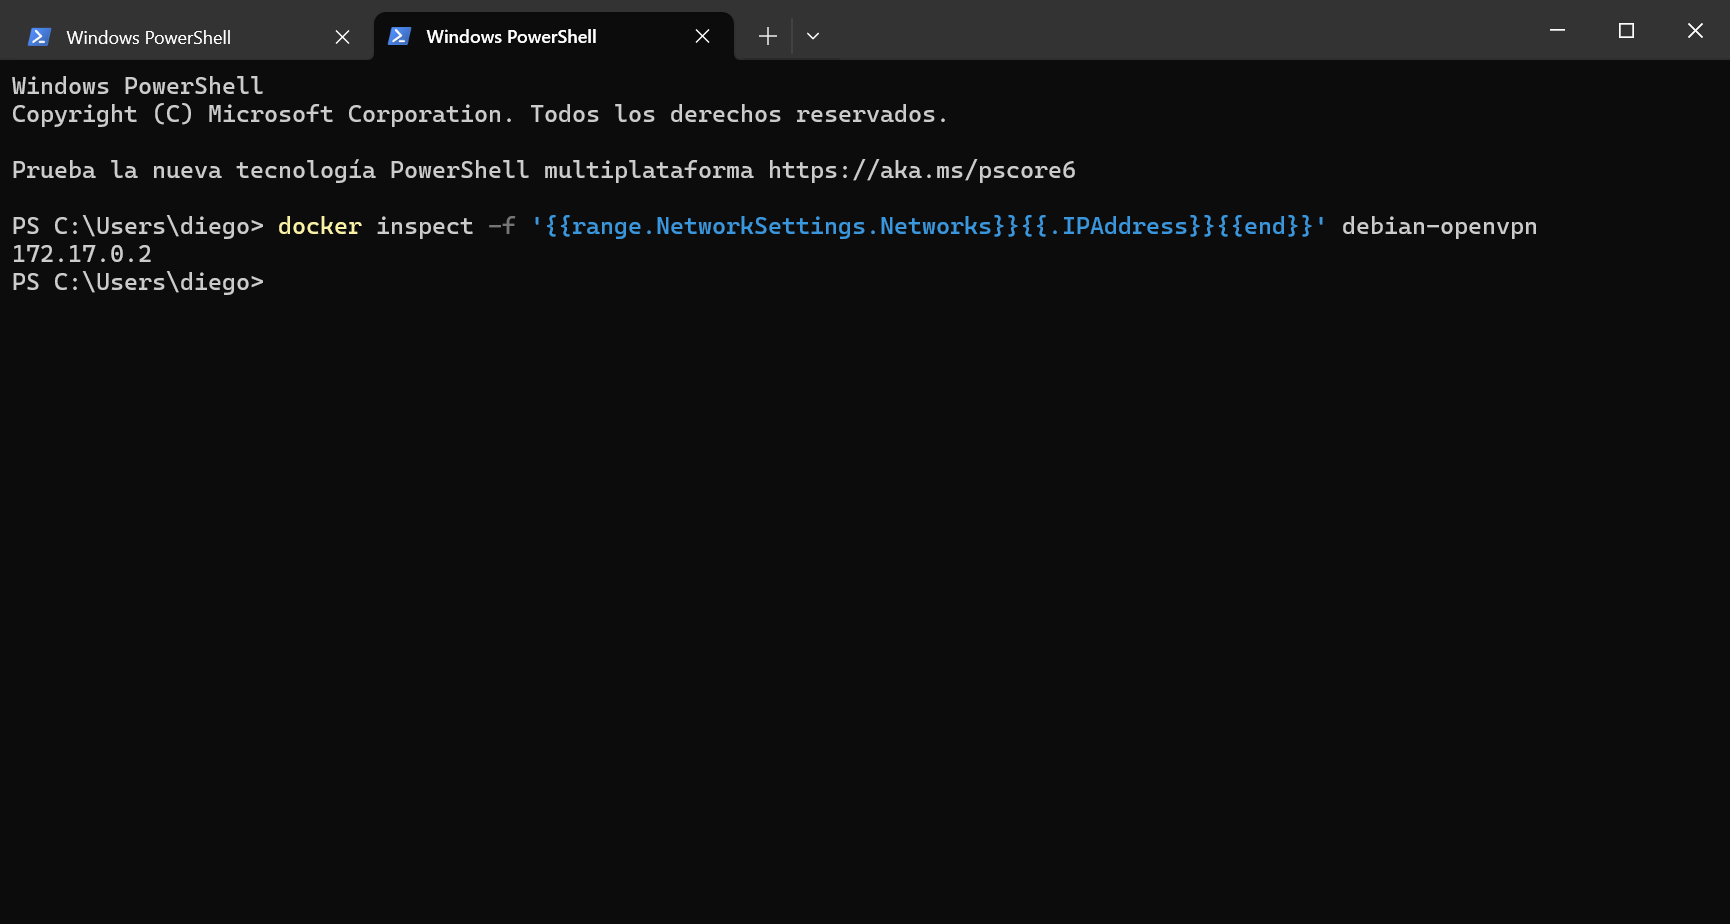 Windows PowerShell
Windows PowerShell
Windows PowerShell
Copyright (C) Microsoft Corporation. Todos los derechos reservados.
Prueba la nueva tecnología PowerShell multiplataforma https://aka.ms/pscore6
PS C:\Users\diego> docker inspect -f '{{range.NetworkSettings.Networks}}{{.IPAddress}}{{end}}' debian-openvpn
172.17.0.2
PS C:\Users\diego>